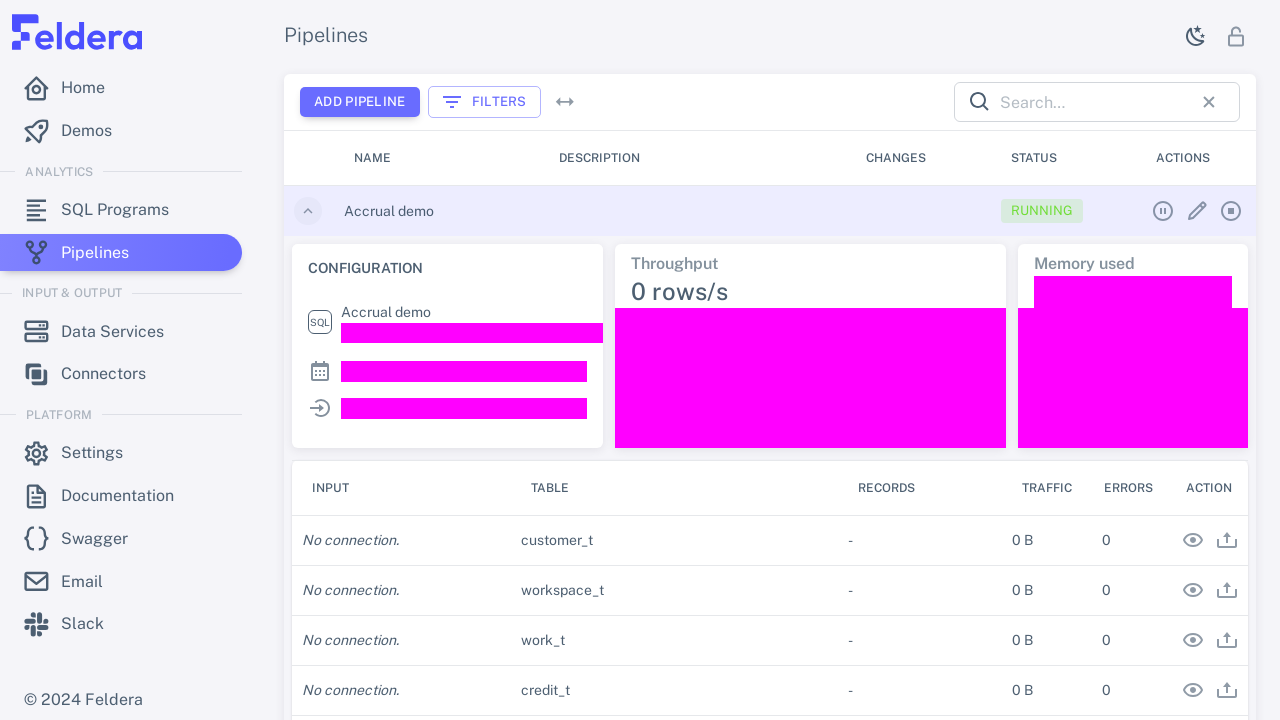 Feldera
Pipelines
Home
Demos
ANALYTICS
SQL Programs
Pipelines
INPUT & OUTPUT
Data Services
Connectors
PLATFORM
Settings
Documentation
Swagger
Email
Slack
© 2024 Feldera
ADD PIPELINE FILTERS Search...
NAME DESCRIPTION CHANGES STATUS ACTIONS
Accrual demo RUNNING
CONFIGURATION
SQL Accrual demo
Throughput
0 rows/s
Memory used
INPUT TABLE RECORDS TRAFFIC ERRORS ACTION
No connection. customer_t - 0 B 0
No connection. workspace_t - 0 B 0
No connection. work_t - 0 B 0
No connection. credit_t - 0 B 0